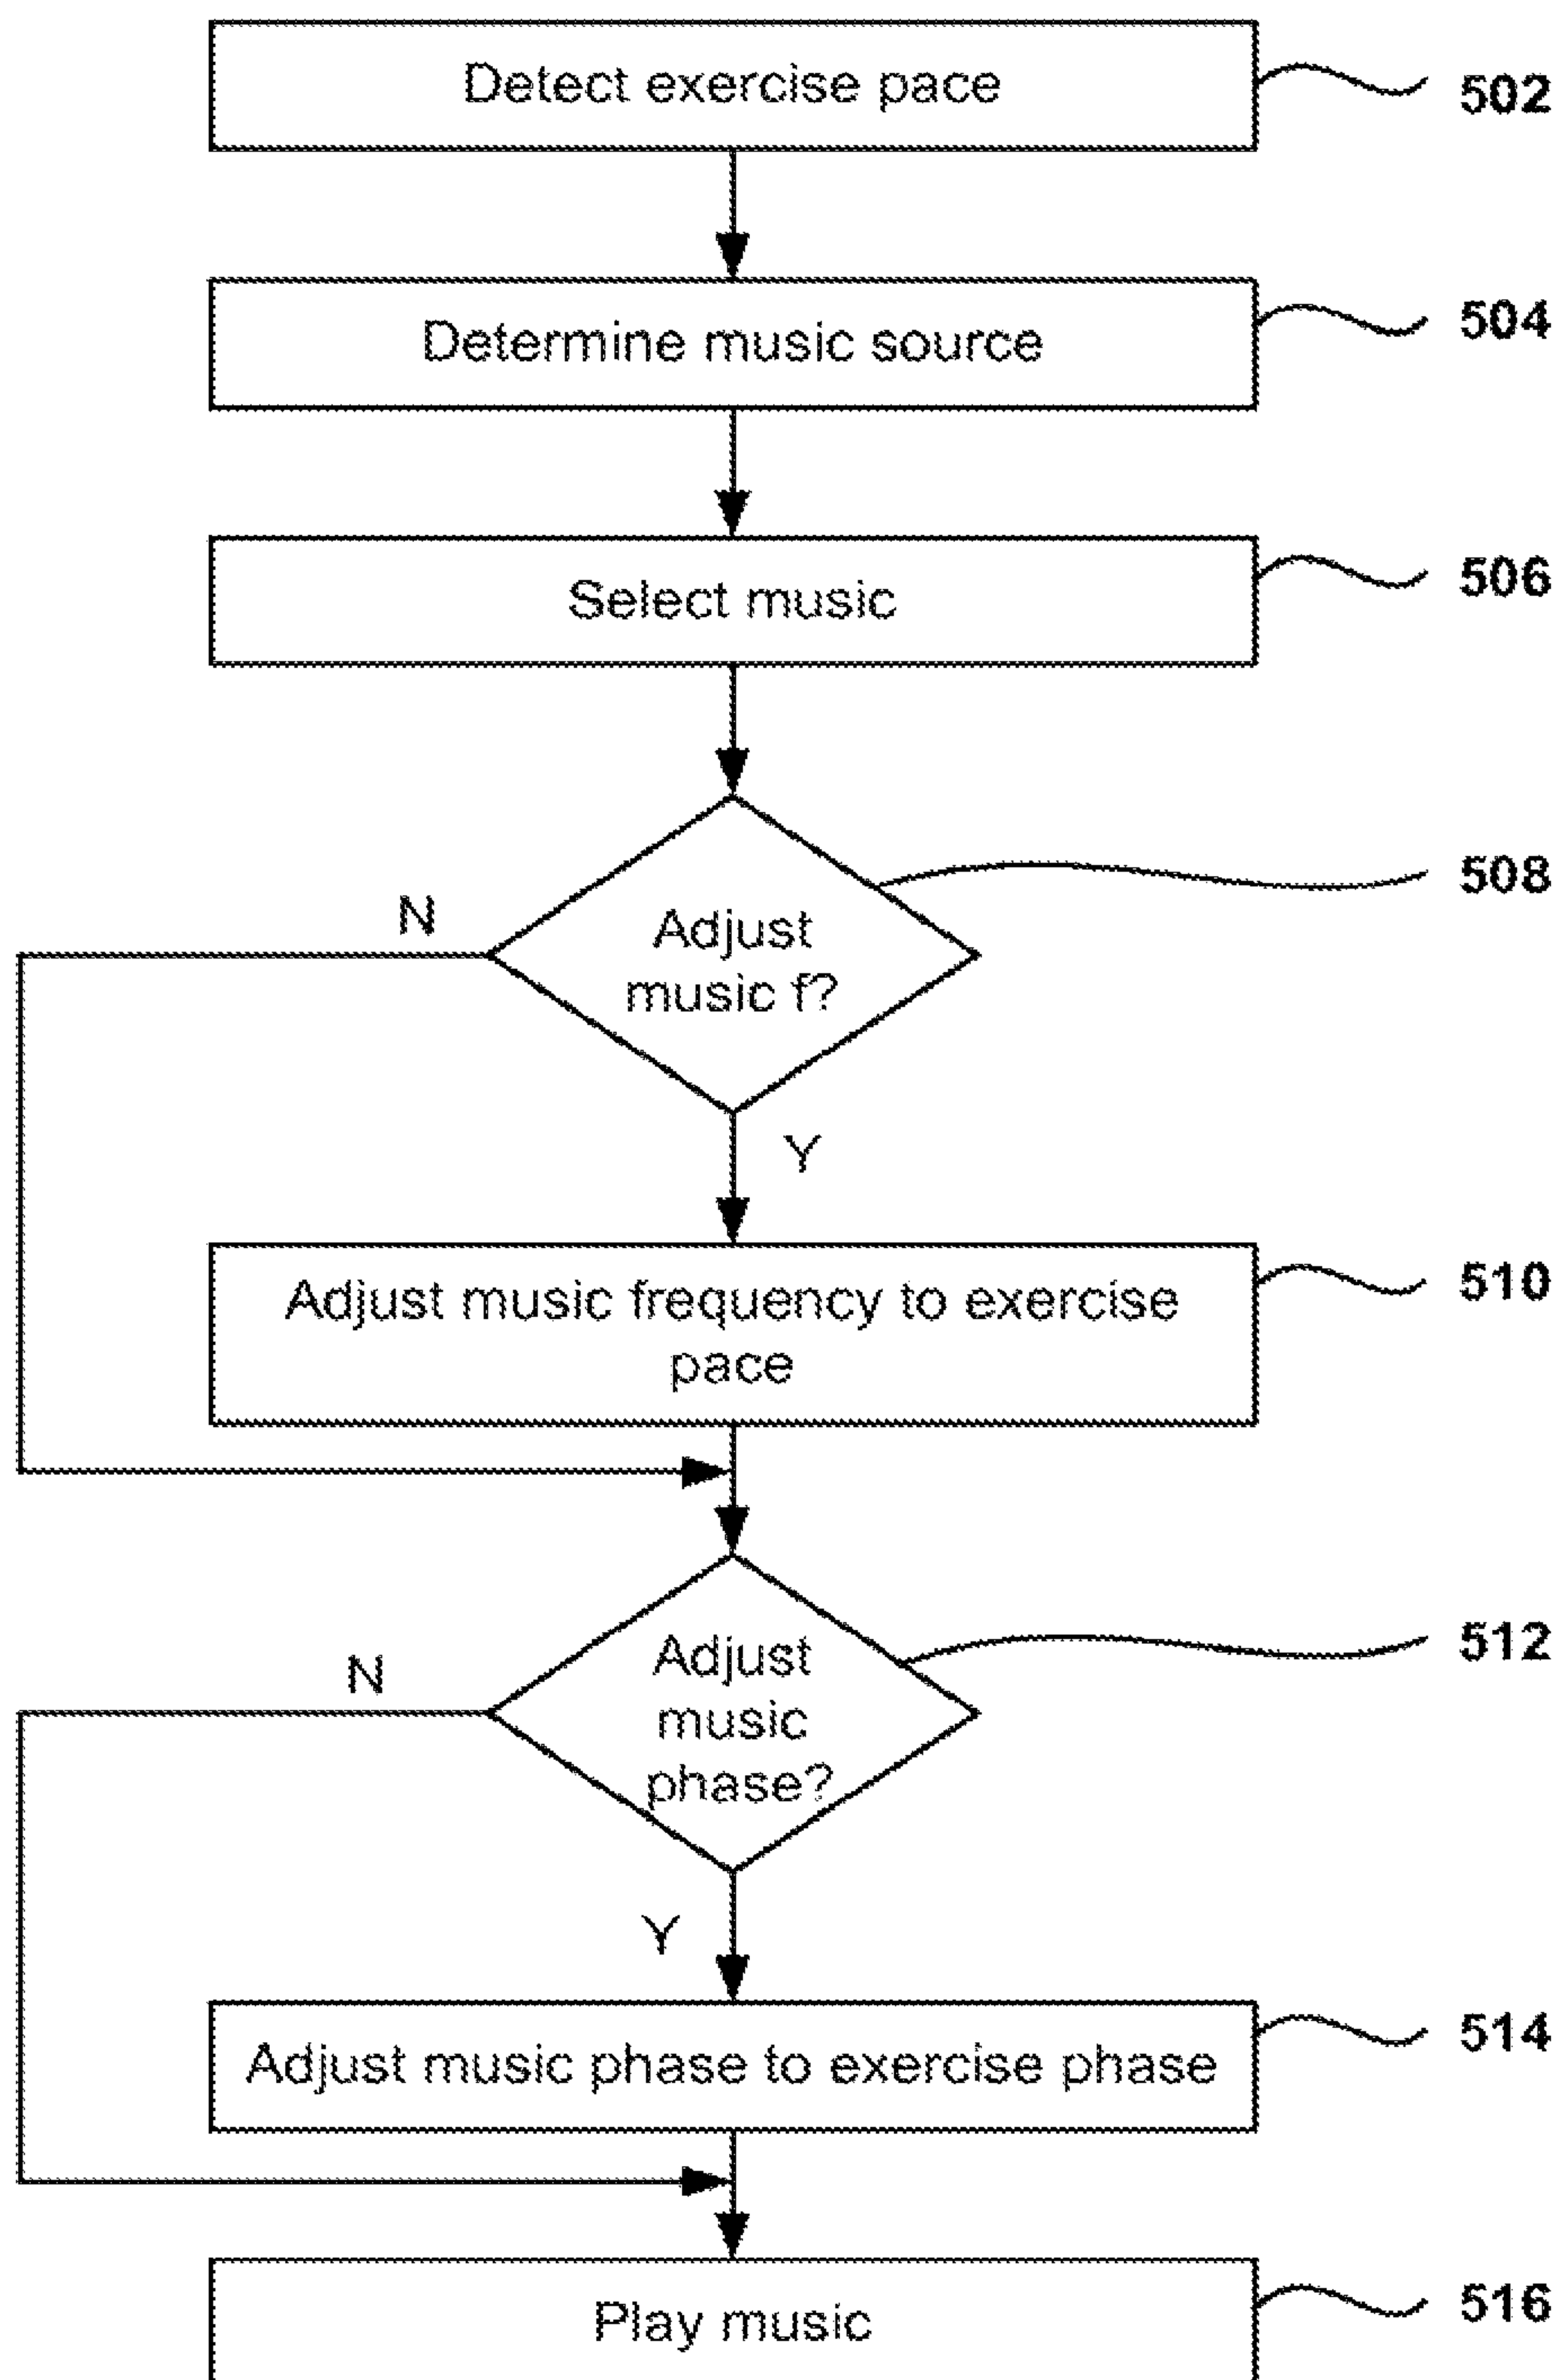 Detect exercise pace
502
Determine music source
504
Select music
506
508
N
Adjust
music f?
Y
Adjust music frequency to exercise
pace
510
512
N
Adjust
music
phase?
Y
Adjust music phase to exercise phase
514
Play music
516